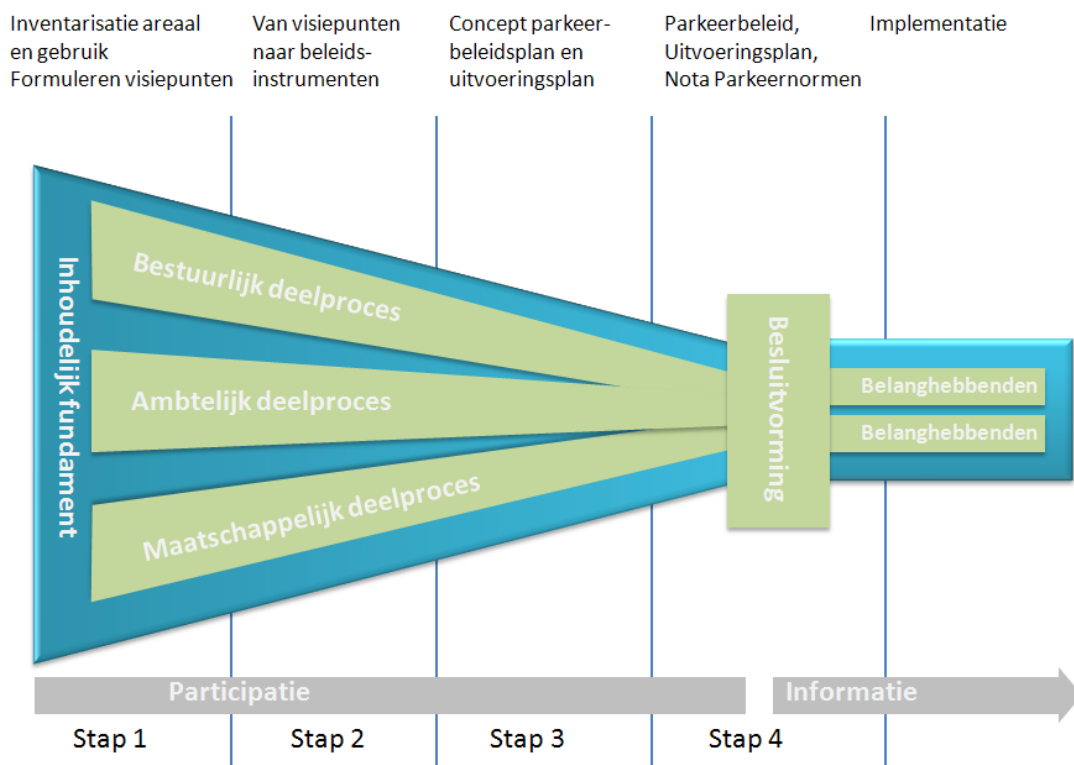 Inventarisatie areaal
en gebruik
Formuleren visiepunten
Van visiepunten
naar beleids-
instrumenten
Concept parkeer-
beleidsplan en
uitvoeringsplan
Parkeerbeleid,
Uitvoeringsplan,
Nota Parkeernormen
Implementatie
Inhoudelijk fundament
Bestuurlijk deelproces
Ambtelijk deelproces
Maatschappelijk deelproces
Besluitvorming
Belanghebbenden
Belanghebbenden
Participatie
Informatie
Stap 1
Stap 2
Stap 3
Stap 4